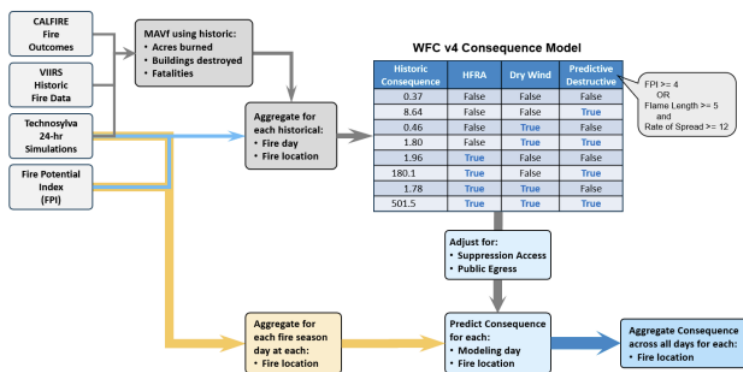 CALFIRE
Fire
Outcomes
VIIRS
Historic
Fire Data
Technosylva
24-hr
Simulations
Fire Potential
Index
(FPI)
MAVf using historic:
• Acres burned
• Buildings destroyed
• Fatalities
Aggregate for
each historical:
• Fire day
• Fire location
WFC v4 Consequence Model
Historic Consequence HFRA Dry Wind Predictive Destructive
0.37 False False False
8.64 False False True
0.46 False True False
1.80 False True True
1.96 True False False
180.1 True False True
1.78 True True False
501.5 True True True
FPI >= 4
OR
Flame Length >= 5
and
Rate of Spread >= 12
Adjust for:
• Suppression Access
• Public Egress
Aggregate for
each fire season
day at each:
• Fire location
Predict Consequence
for each:
• Modeling day
• Fire location
Aggregate Consequence
across all days for each:
• Fire location